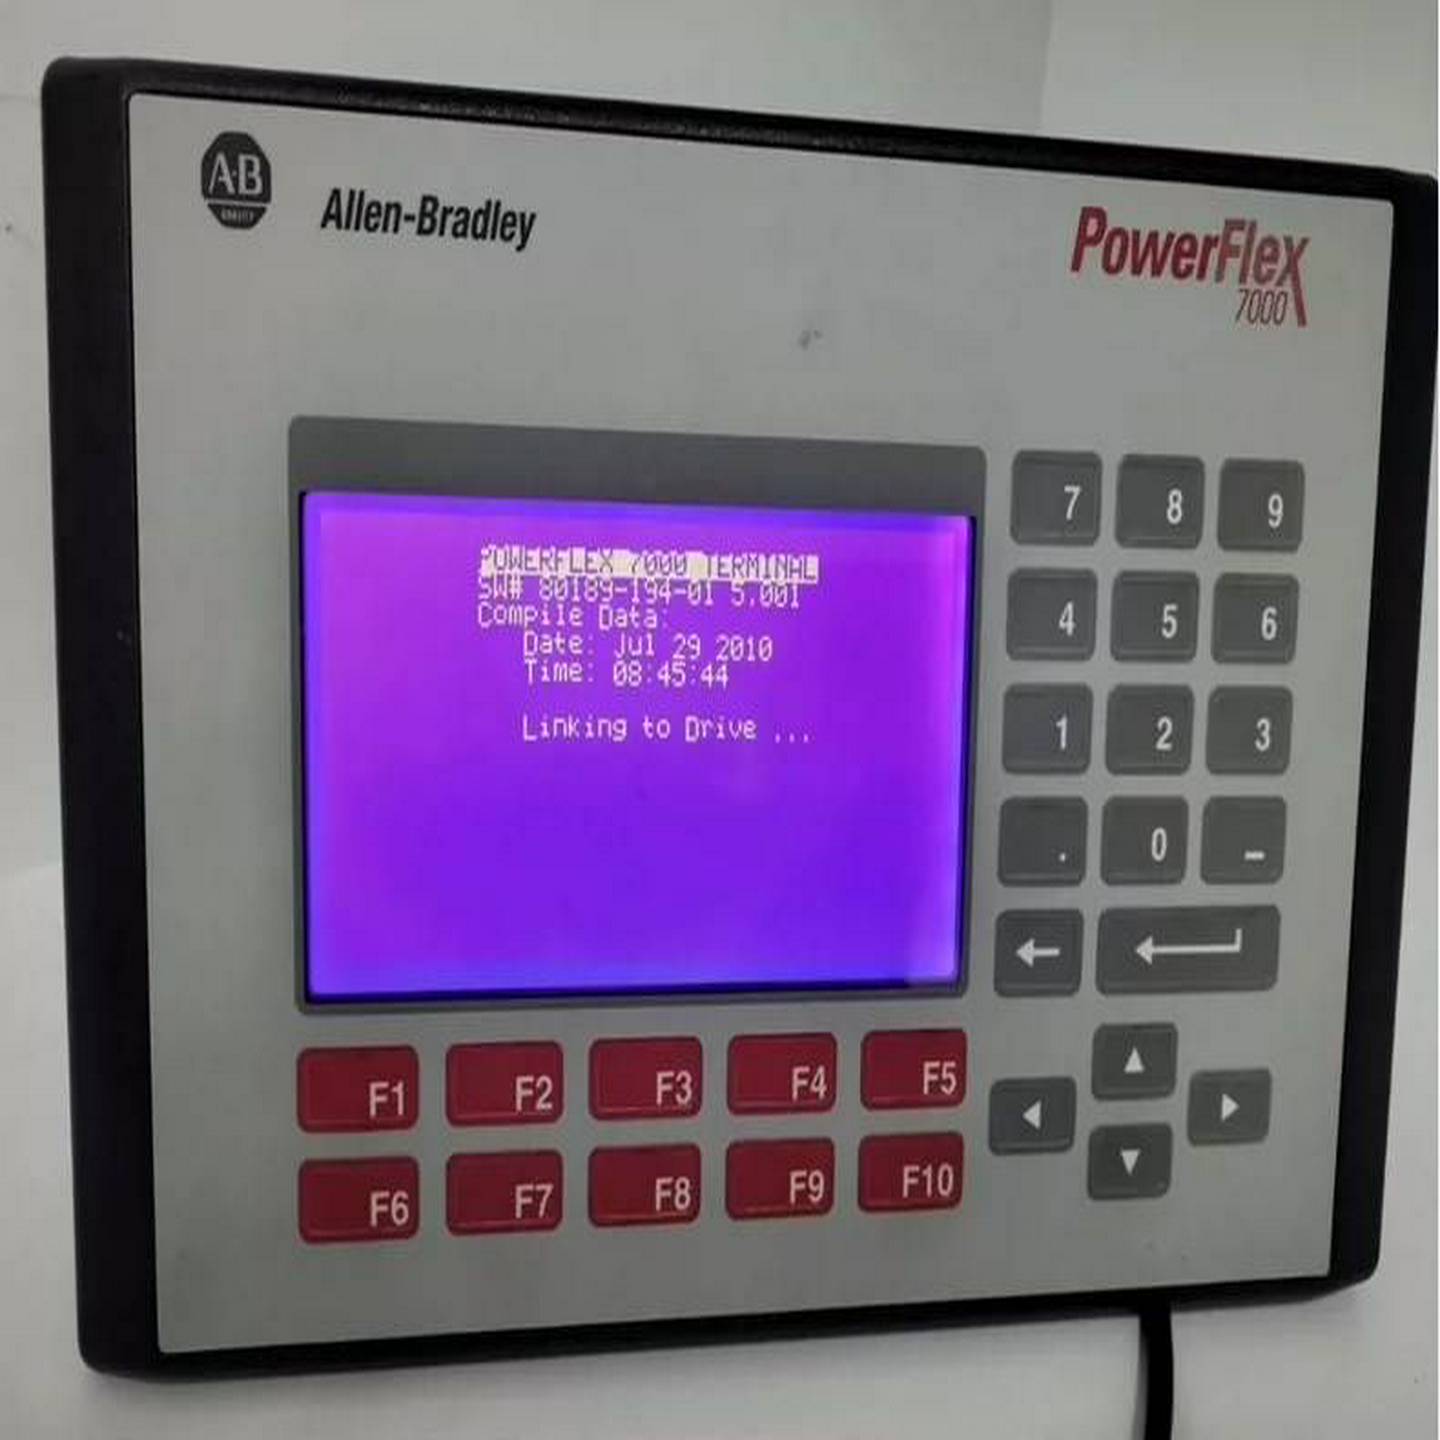 A-B
QUALITY
Allen-Bradley
PowerFlex
7000
POWERFLEX 7000 TERMINAL
SW# 80189-194-01 5.001
Compile Data:
Date: Jul 29 2010
Time: 08:45:44
Linking to Drive ...
7 8 9
4 5 6
1 2 3
. 0 –
F1 F2 F3 F4 F5
F6 F7 F8 F9 F10